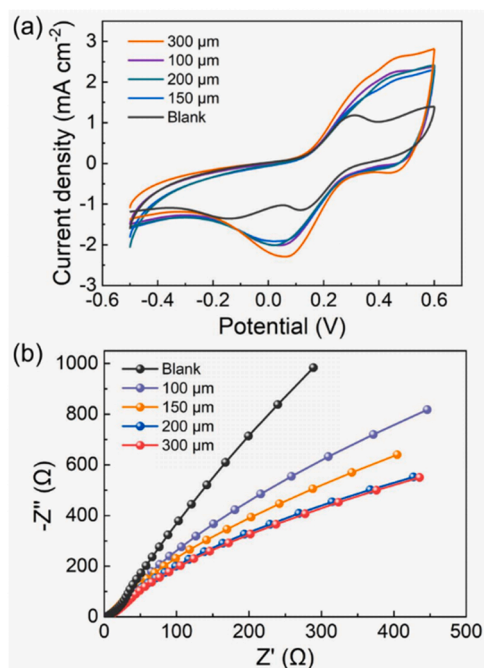 (a)
300 μm
100 μm
200 μm
150 μm
Blank
Current density (mA cm⁻²)
3
2
1
0
-1
-2
-3
-0.6 -0.4 -0.2 0.0 0.2 0.4 0.6
Potential (V)
(b)
Blank
100 μm
150 μm
200 μm
300 μm
-Z'' (Ω)
1000
800
600
400
200
0
0 100 200 300 400 500
Z' (Ω)